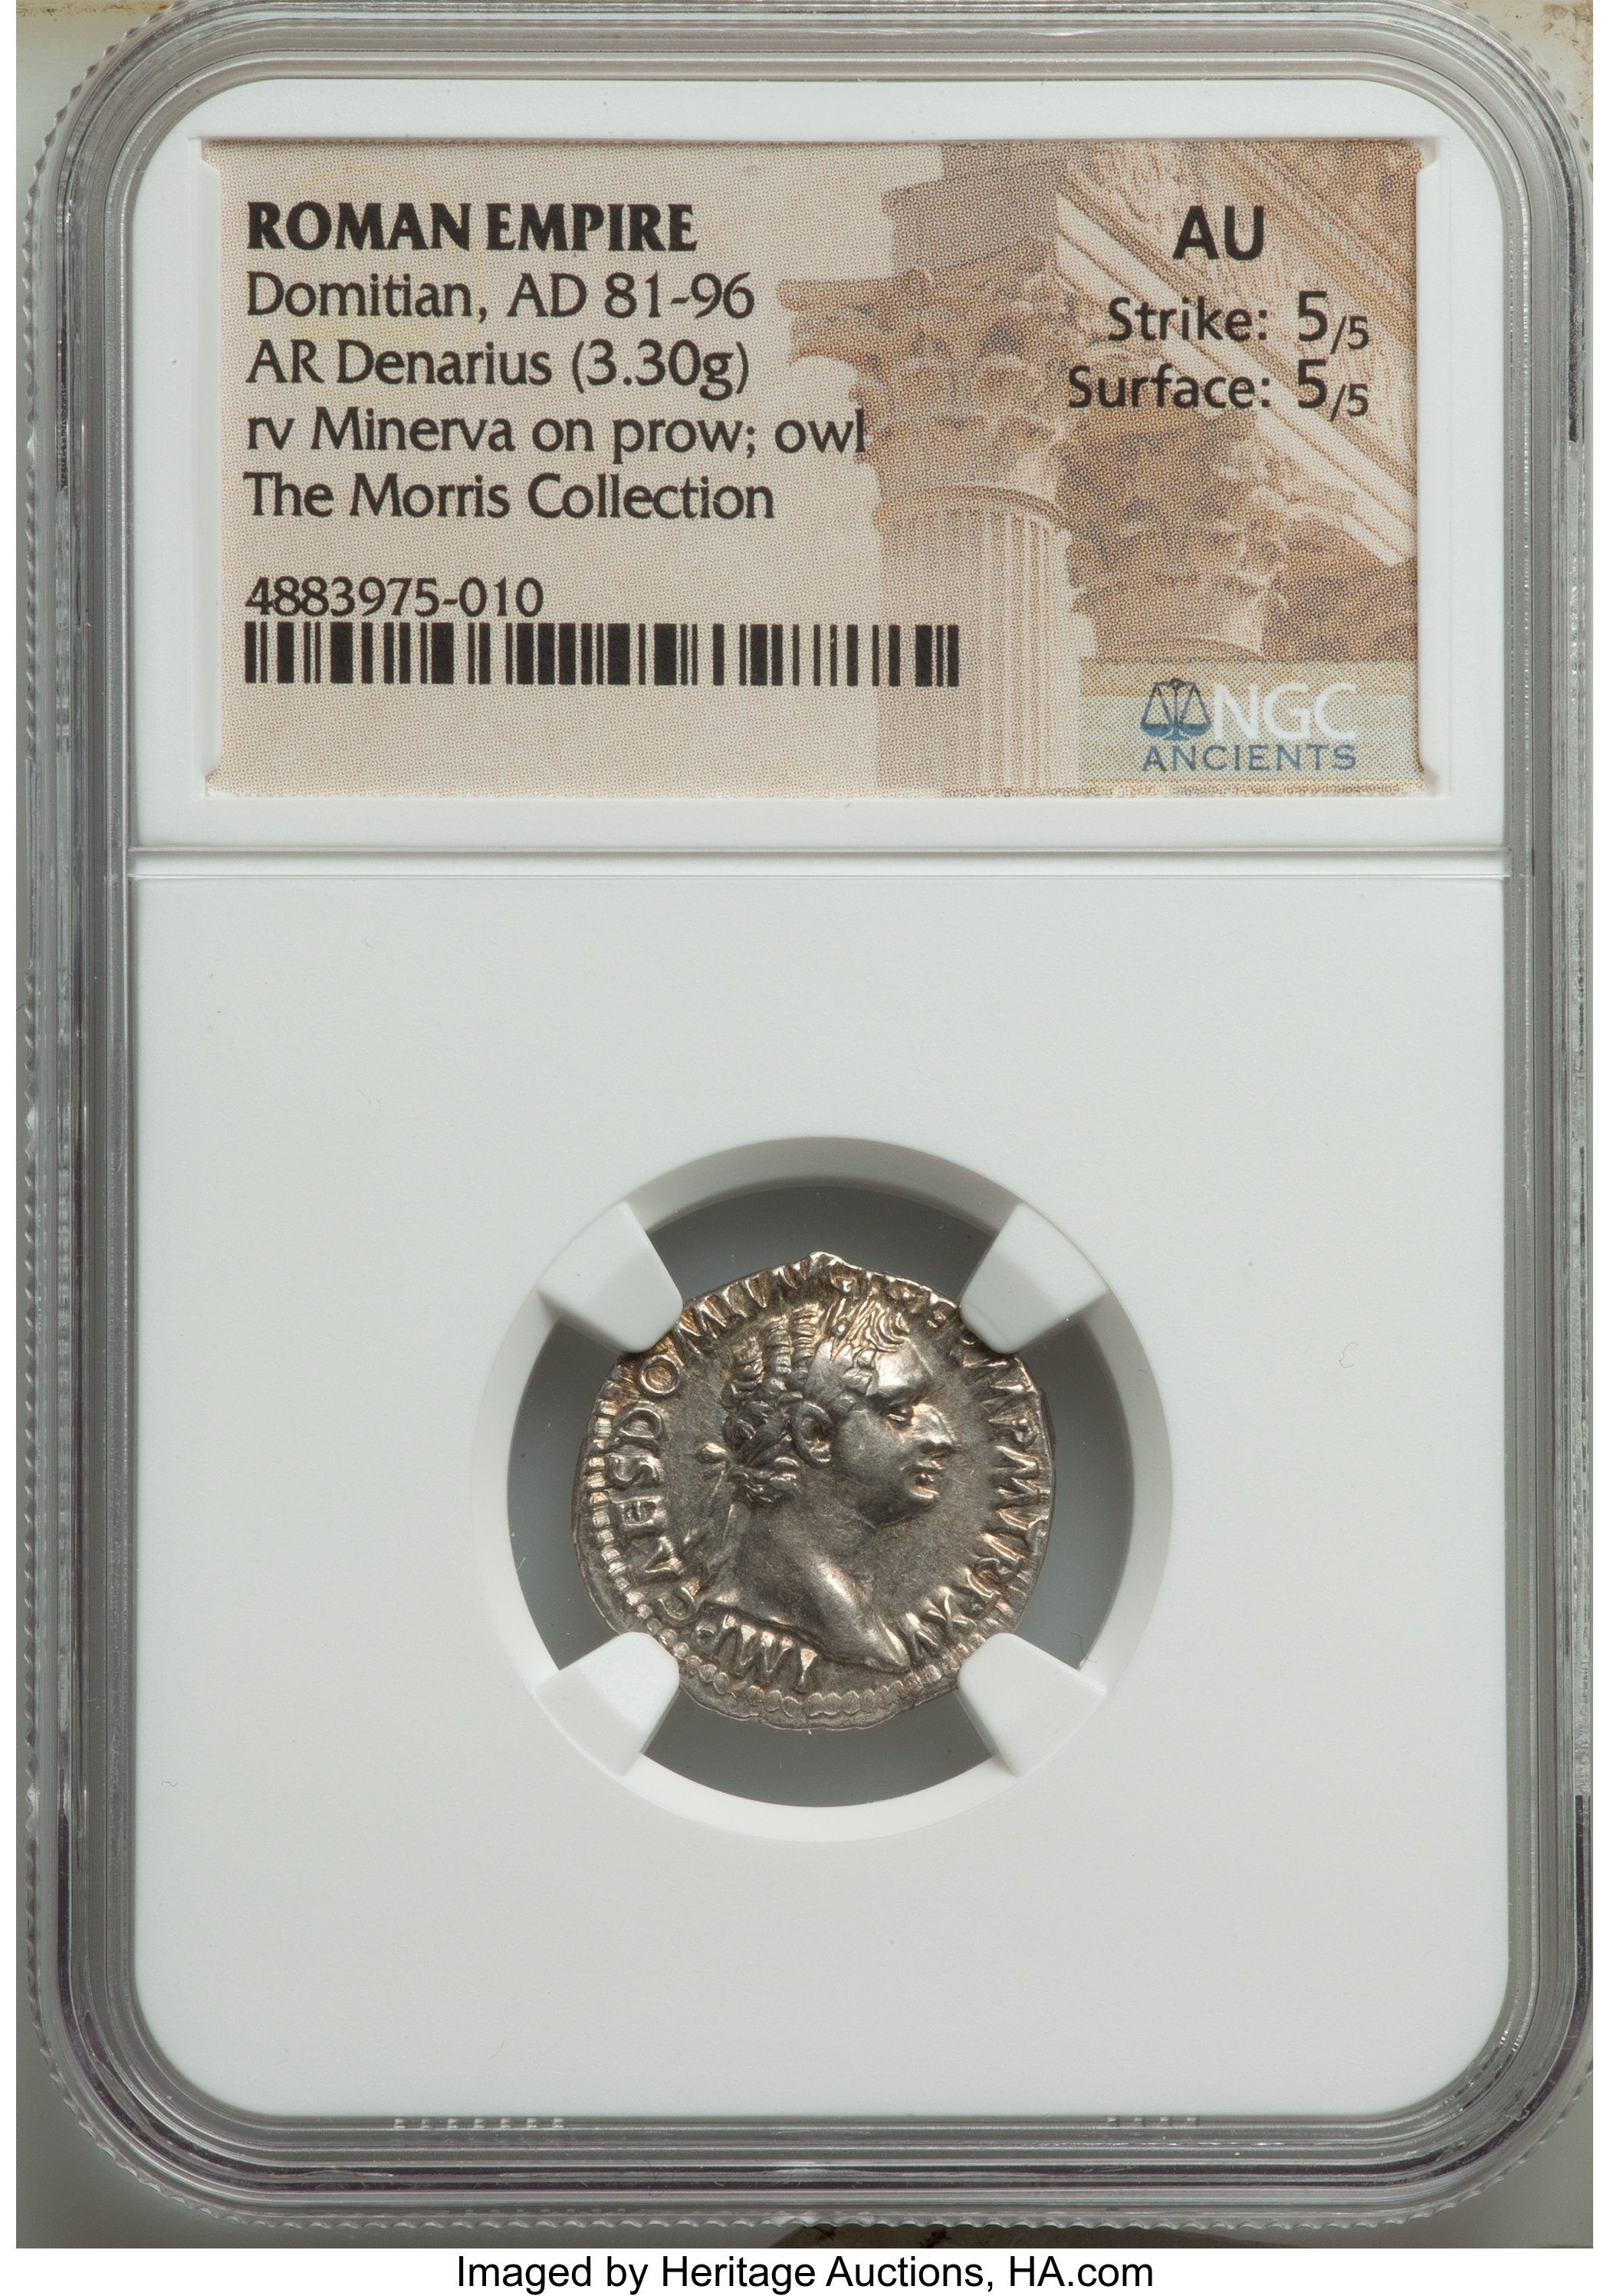 ROMAN EMPIRE
Domitian, AD 81-96
AR Denarius (3.30g)
rv Minerva on prow; owl
The Morris Collection
4883975-010
AU
Strike: 5/5
Surface: 5/5
NGC
ANCIENTS
IMP CAES DOMIT
P M TR P XV
Imaged by Heritage Auctions, HA.com